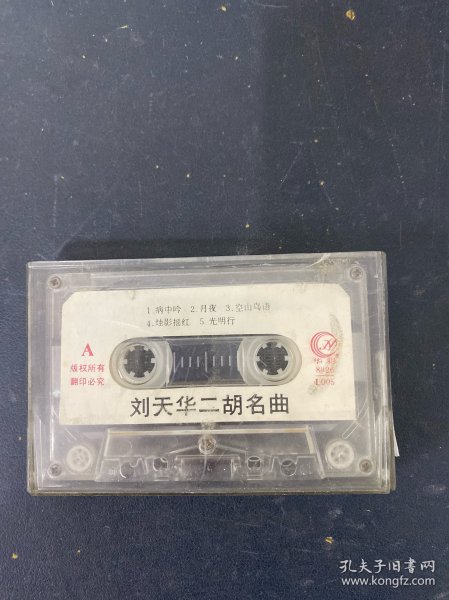 1.病中吟 2.月夜 3.空山鸟语
4.烛影摇红 5.光明行
A
版权所有
翻印必究
8826
L005
刘天华二胡名曲
孔夫子旧书网
www.kongfz.com